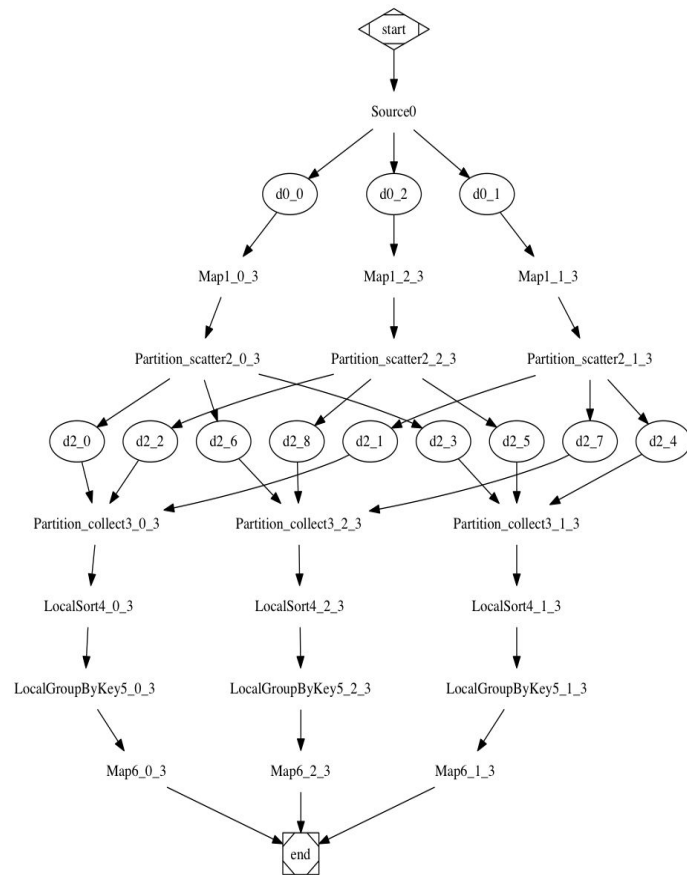 start
Source0
d0_0 d0_2 d0_1
Map1_0_3 Map1_2_3 Map1_1_3
Partition_scatter2_0_3 Partition_scatter2_2_3 Partition_scatter2_1_3
d2_0 d2_2 d2_6 d2_8 d2_1 d2_3 d2_5 d2_7 d2_4
Partition_collect3_0_3 Partition_collect3_2_3 Partition_collect3_1_3
LocalSort4_0_3 LocalSort4_2_3 LocalSort4_1_3
LocalGroupByKey5_0_3 LocalGroupByKey5_2_3 LocalGroupByKey5_1_3
Map6_0_3 Map6_2_3 Map6_1_3
end